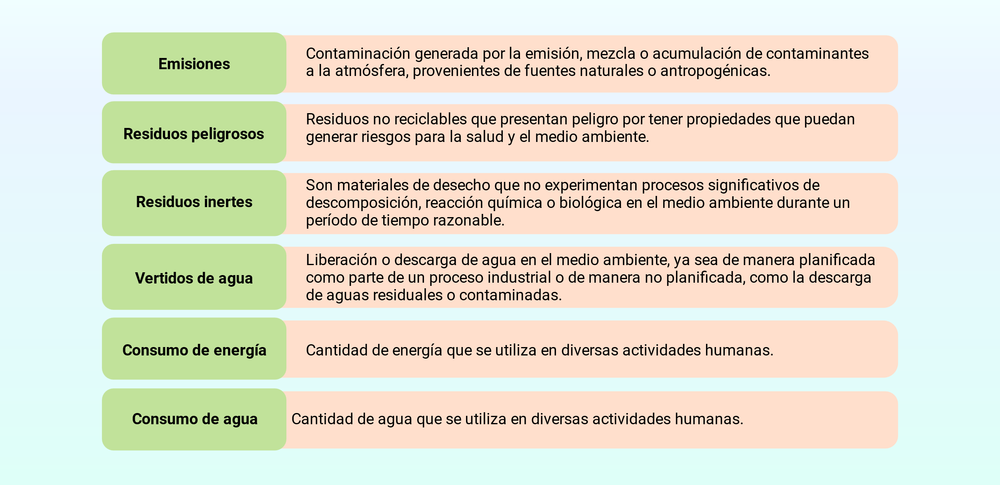 Emisiones
Contaminación generada por la emisión, mezcla o acumulación de contaminantes
a la atmósfera, provenientes de fuentes naturales o antropogénicas.
Residuos peligrosos
Residuos no reciclables que presentan peligro por tener propiedades que puedan
generar riesgos para la salud y el medio ambiente.
Residuos inertes
Son materiales de desecho que no experimentan procesos significativos de
descomposición, reacción química o biológica en el medio ambiente durante un
período de tiempo razonable.
Vertidos de agua
Liberación o descarga de agua en el medio ambiente, ya sea de manera planificada
como parte de un proceso industrial o de manera no planificada, como la descarga
de aguas residuales o contaminadas.
Consumo de energía
Cantidad de energía que se utiliza en diversas actividades humanas.
Consumo de agua
Cantidad de agua que se utiliza en diversas actividades humanas.